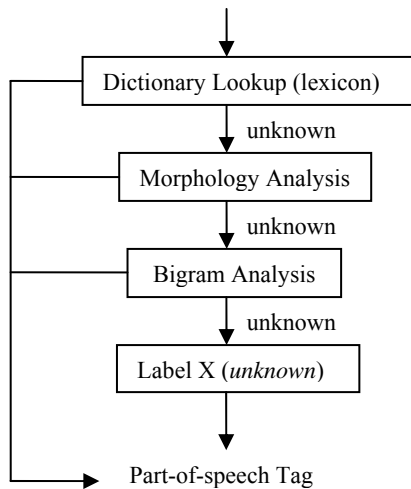 Dictionary Lookup (lexicon)
unknown
Morphology Analysis
unknown
Bigram Analysis
unknown
Label X (unknown)
Part-of-speech Tag